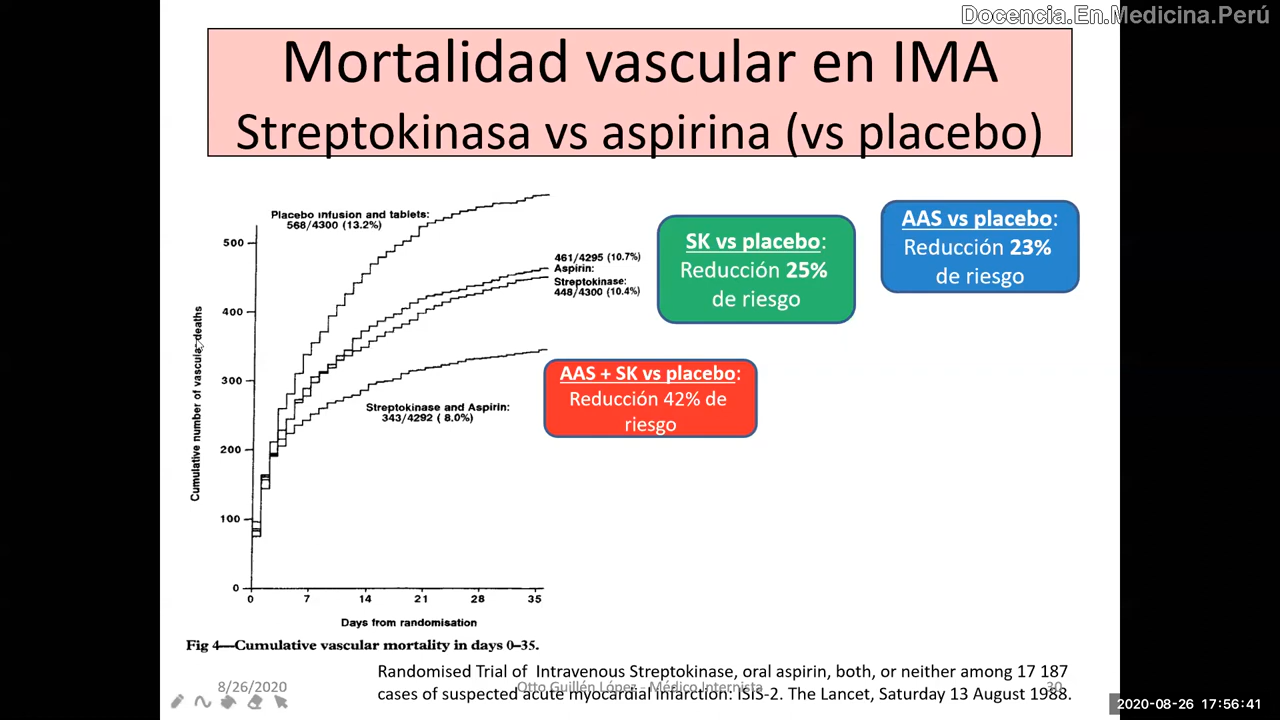 Docencia.En.Medicina.Perú
Mortalidad vascular en IMA
Streptokinasa vs aspirina (vs placebo)
Placebo infusion and tablets:
568/4300 (13.2%)
461/4295 (10.7%)
Aspirin:
Streptokinase:
448/4300 (10.4%)
Streptokinase and Aspirin:
343/4292 ( 8.0%)
500
400
300
200
100
0
Cumulative number of vascular deaths
0 7 14 21 28 35
Days from randomisation
Fig 4—Cumulative vascular mortality in days 0–35.
SK vs placebo:
Reducción 25%
de riesgo
AAS vs placebo:
Reducción 23%
de riesgo
AAS + SK vs placebo:
Reducción 42% de
riesgo
Randomised Trial of Intravenous Streptokinase, oral aspirin, both, or neither among 17 187
cases of suspected acute myocardial infarction: ISIS-2. The Lancet, Saturday 13 August 1988.
8/26/2020
Otto Guillén López - Médico Internista
30
2020-08-26 17:56:41